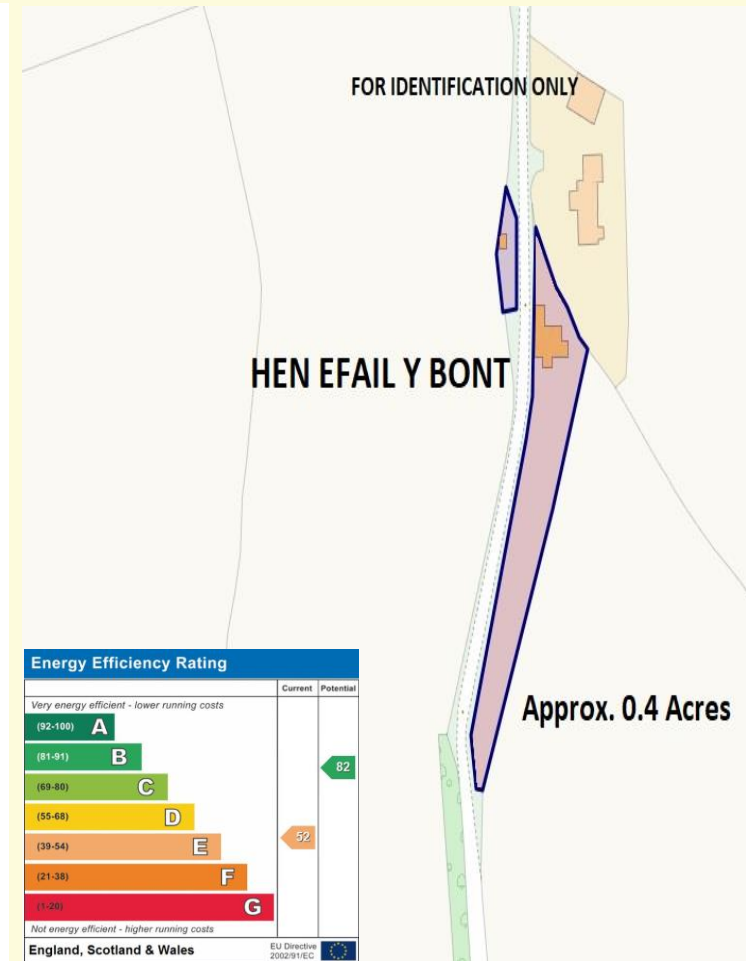 FOR IDENTIFICATION ONLY
HEN EFAIL Y BONT
Approx. 0.4 Acres
Energy Efficiency Rating
Current Potential
Very energy efficient - lower running costs
(92-100) A
(81-91) B
82
(69-80) C
(55-68) D
(39-54) E
52
(21-38) F
(1-20) G
Not energy efficient - higher running costs
England, Scotland & Wales
EU Directive
2002/91/EC